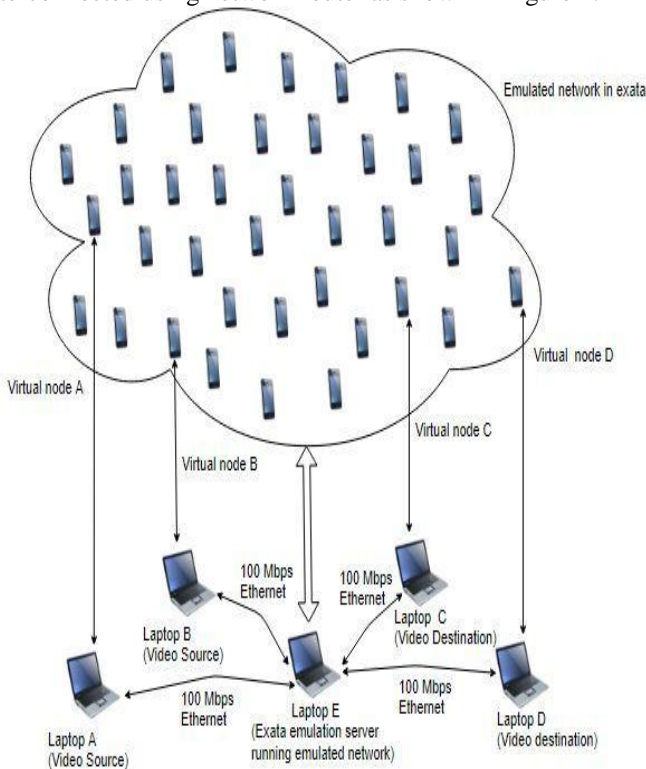 Emulated network in exata
Virtual node A
Virtual node B
Virtual node C
Virtual node D
100 Mbps
Ethernet
100 Mbps
Ethernet
Laptop B
(Video Source)
Laptop C
(Video Destination)
100 Mbps
Ethernet
100 Mbps
Ethernet
Laptop A
(Video Source)
Laptop E
(Exata emulation server
running emulated network)
Laptop D
(Video destination)